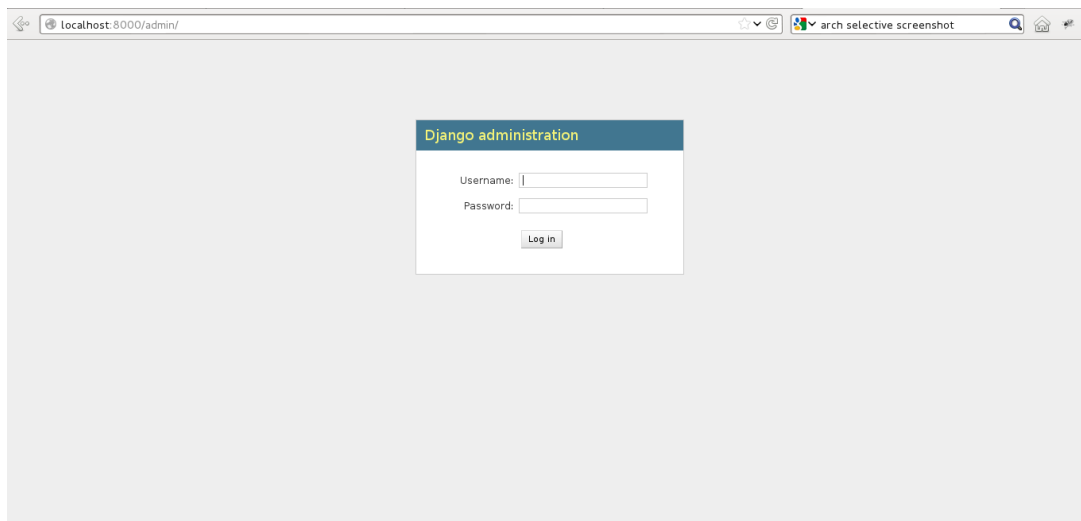 localhost:8000/admin/
arch selective screenshot
Django administration
Username:
Password:
Log in